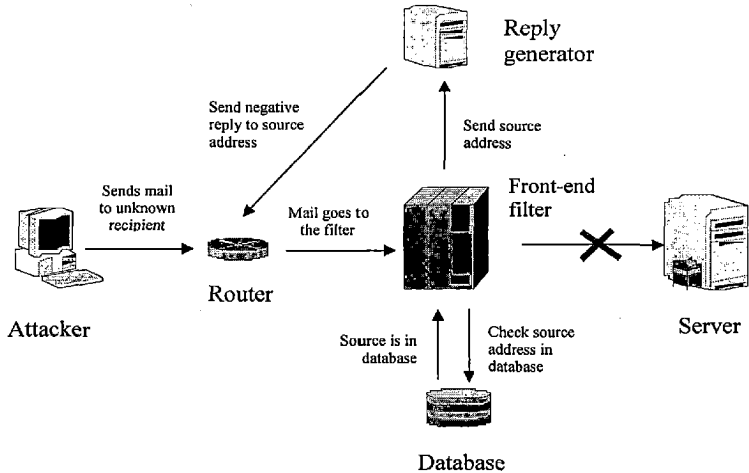 Reply
generator
Send negative
reply to source
address
Send source
address
Sends mail
to unknown
recipient
Mail goes to
the filter
Front-end
filter
Router
Attacker
Server
Source is in
database
Check source
address in
database
Database